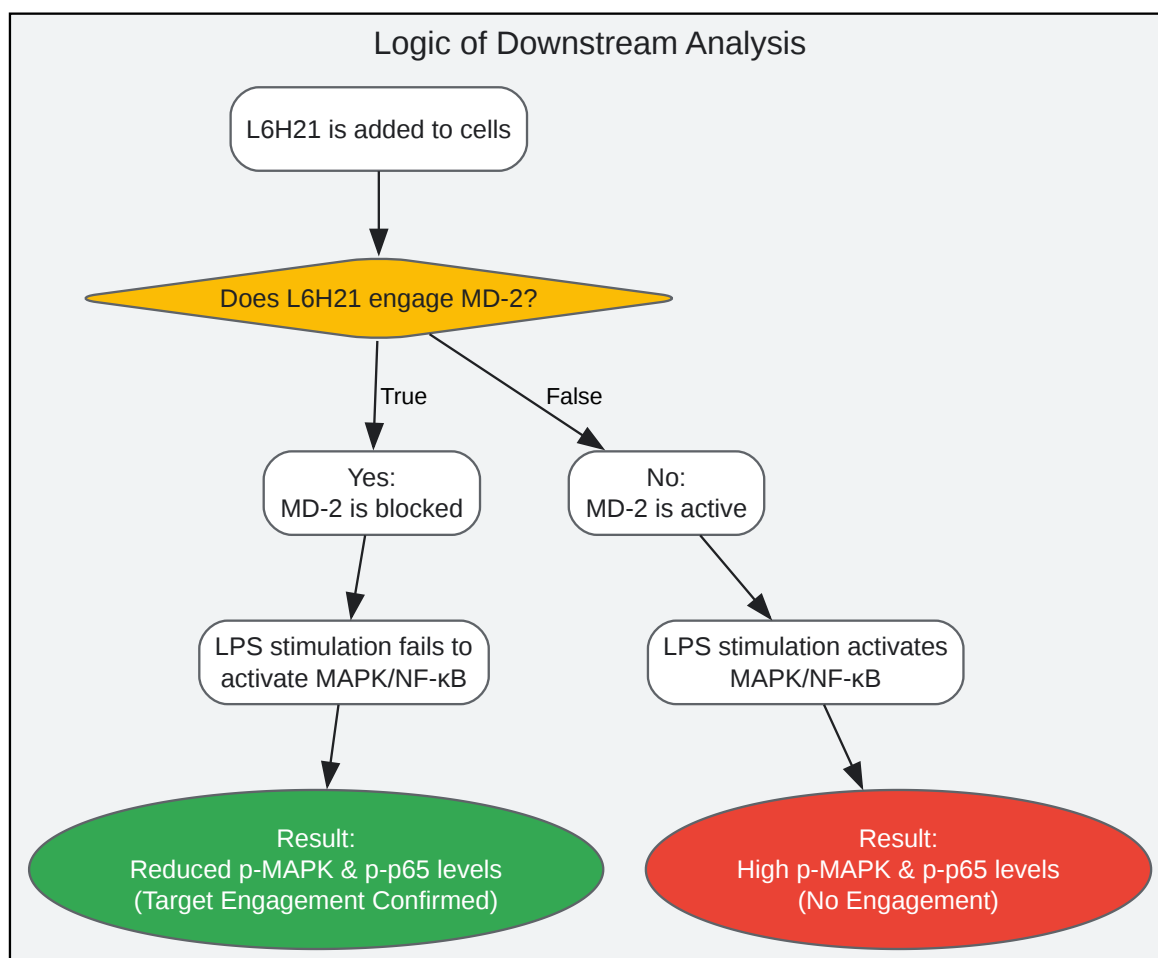 Logic of Downstream Analysis
L6H21 is added to cells
Does L6H21 engage MD-2?
True
False
Yes:
MD-2 is blocked
No:
MD-2 is active
LPS stimulation fails to
activate MAPK/NF-κB
LPS stimulation activates
MAPK/NF-κB
Result:
Reduced p-MAPK & p-p65 levels
(Target Engagement Confirmed)
Result:
High p-MAPK & p-p65 levels
(No Engagement)